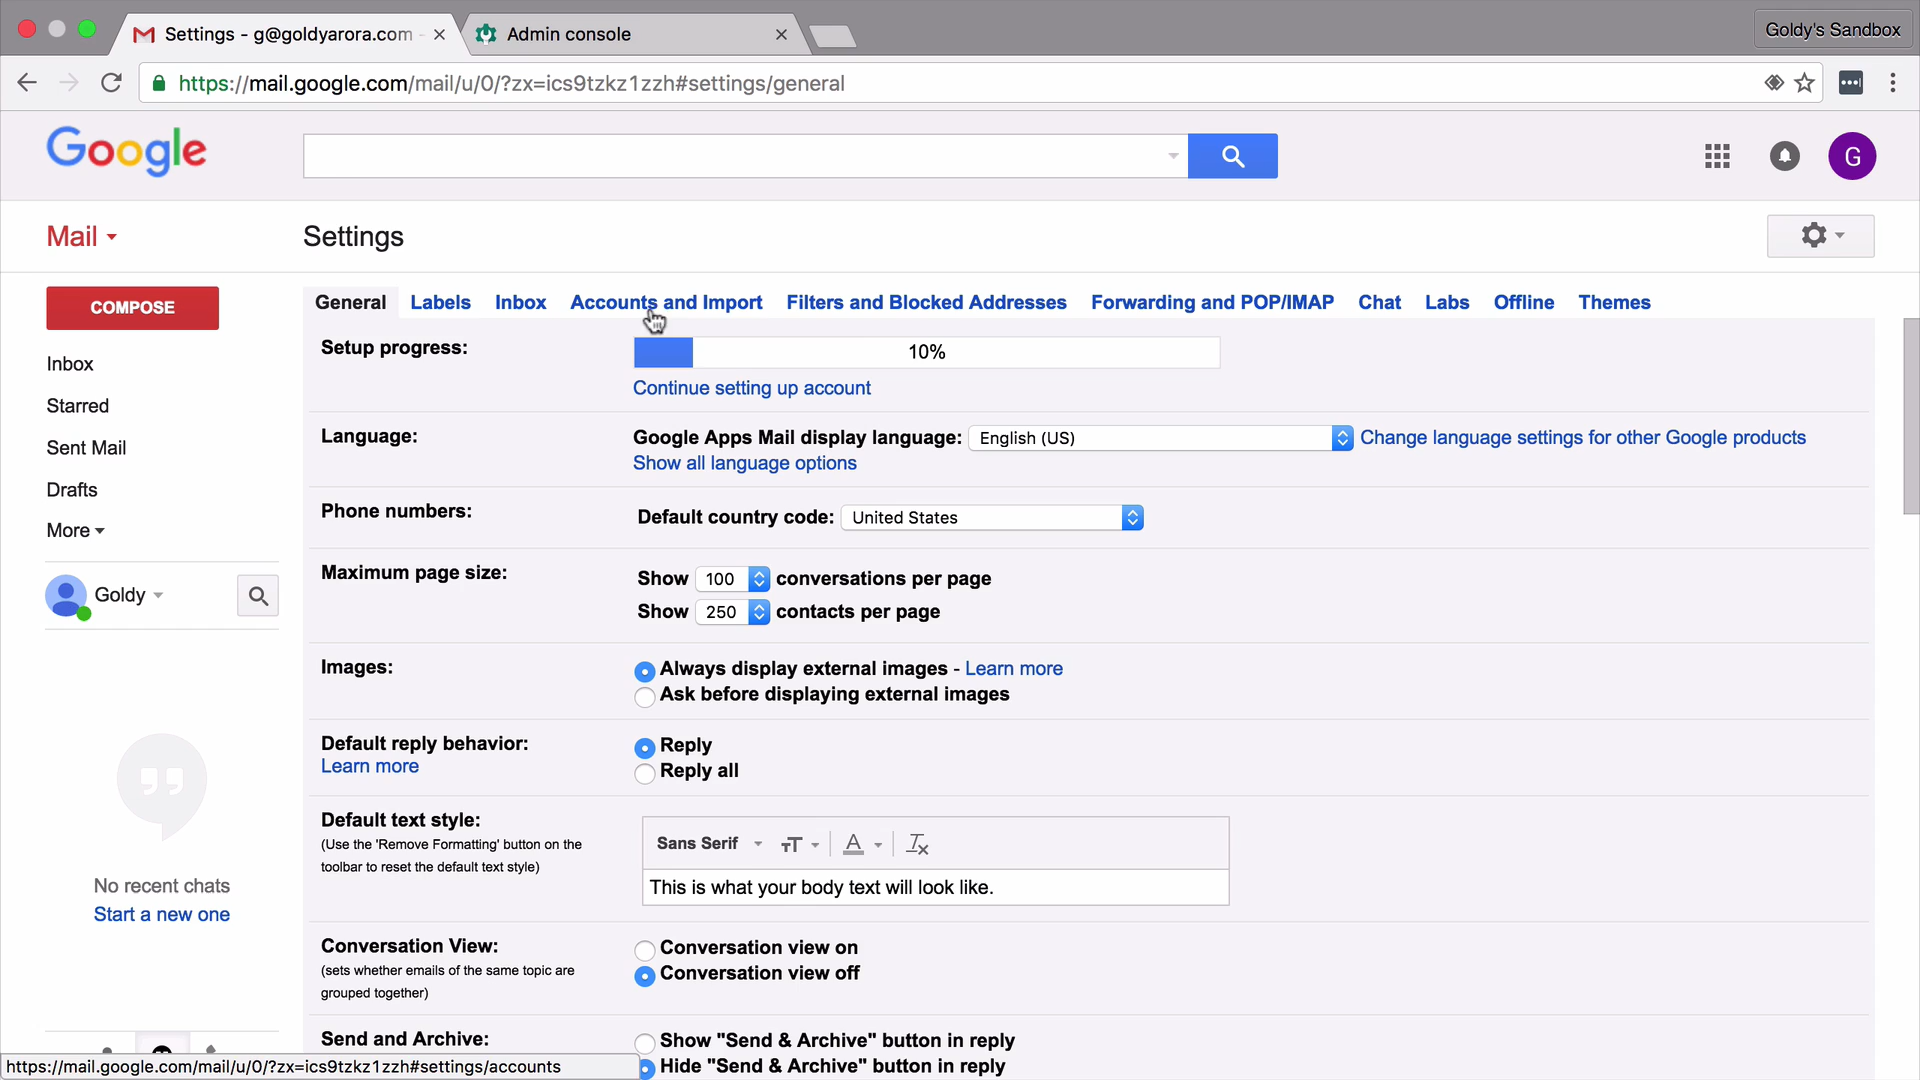 Settings - g@goldyarora.com -
Admin console
Goldy's Sandbox
https://mail.google.com/mail/u/0/?zx=ics9tzkz1zzh#settings/general
Google
G
Mail
Settings
COMPOSE
General Labels Inbox Accounts and Import Filters and Blocked Addresses Forwarding and POP/IMAP Chat Labs Offline Themes
Inbox
Starred
Sent Mail
Drafts
More
Goldy
No recent chats
Start a new one
Setup progress:
10%
Continue setting up account
Language:
Google Apps Mail display language: English (US) Change language settings for other Google products
Show all language options
Phone numbers:
Default country code: United States
Maximum page size:
Show 100 conversations per page
Show 250 contacts per page
Images:
Always display external images - Learn more
Ask before displaying external images
Default reply behavior:
Learn more
Reply
Reply all
Default text style:
(Use the 'Remove Formatting' button on the
toolbar to reset the default text style)
Sans Serif
This is what your body text will look like.
Conversation View:
(sets whether emails of the same topic are
grouped together)
Conversation view on
Conversation view off
Send and Archive:
Show "Send & Archive" button in reply
Hide "Send & Archive" button in reply
https://mail.google.com/mail/u/0/?zx=ics9tzkz1zzh#settings/accounts